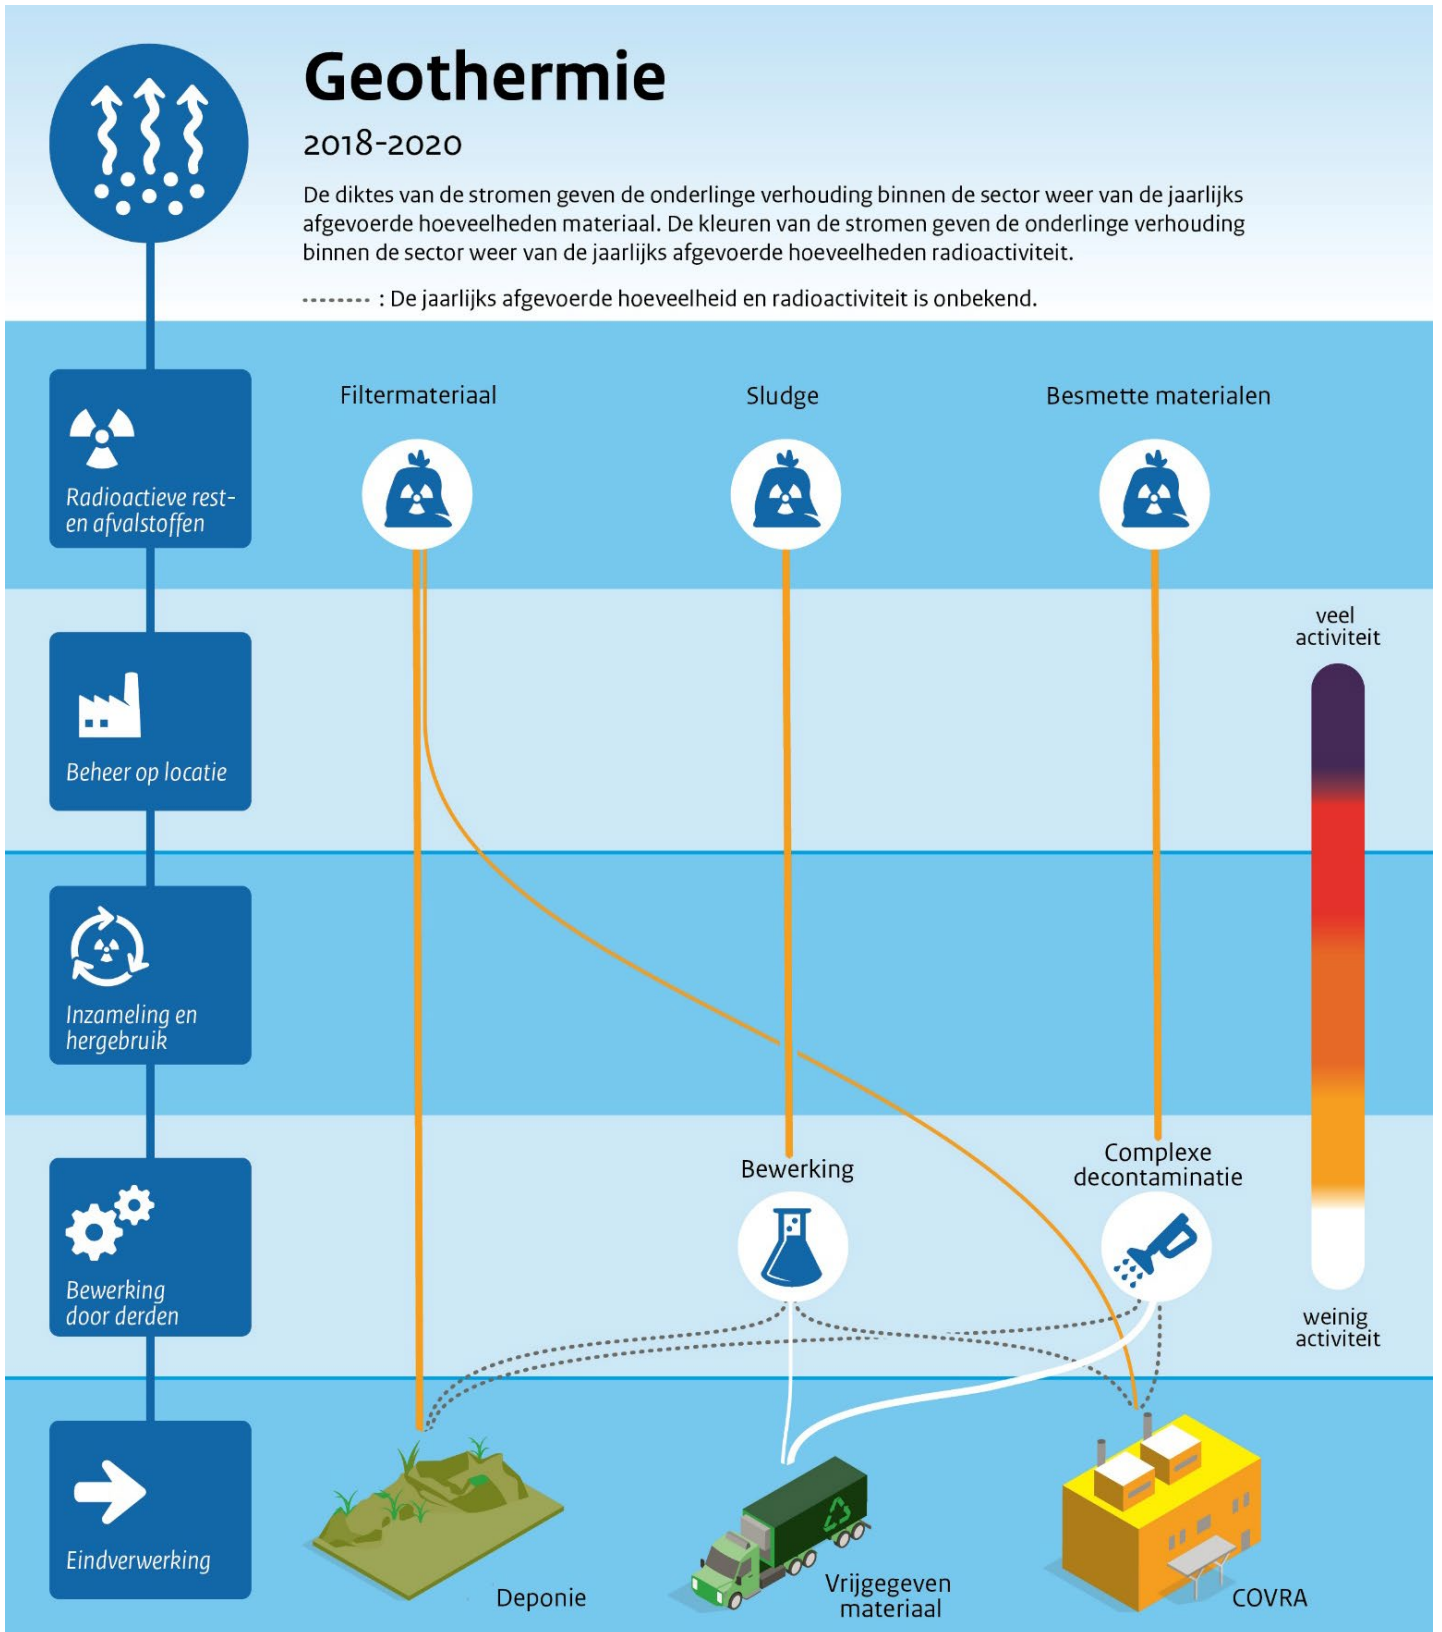 Geothermie
2018-2020
De diktes van de stromen geven de onderlinge verhouding binnen de sector weer van de jaarlijks
afgevoerde hoeveelheden materiaal. De kleuren van de stromen geven de onderlinge verhouding
binnen de sector weer van de jaarlijks afgevoerde hoeveelheden radioactiviteit.
: De jaarlijks afgevoerde hoeveelheid en radioactiviteit is onbekend.
Radioactieve rest-
en afvalstoffen
Filtermateriaal
Sludge
Besmette materialen
Beheer op locatie
veel
activiteit
Inzameling en
hergebruik
Bewerking
door derden
Bewerking
Complexe
decontaminatie
weinig
activiteit
Eindverwerking
Deponie
Vrijgegeven
materiaal
COVRA